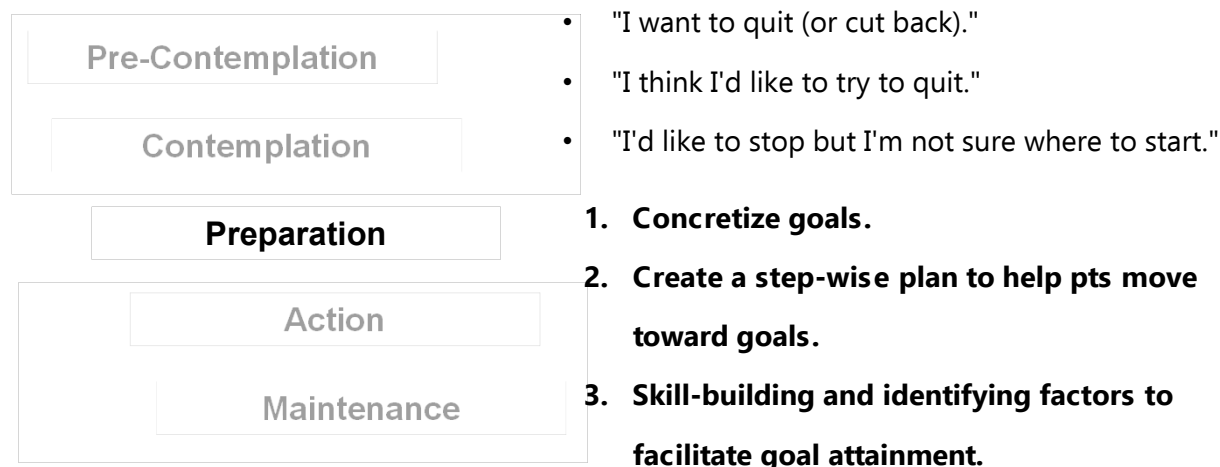 Pre-Contemplation
Contemplation
Preparation
Action
Maintenance
• "I want to quit (or cut back)."
• "I think I'd like to try to quit."
• "I'd like to stop but I'm not sure where to start."
1. Concretize goals.
2. Create a step-wise plan to help pts move
toward goals.
3. Skill-building and identifying factors to
facilitate goal attainment.